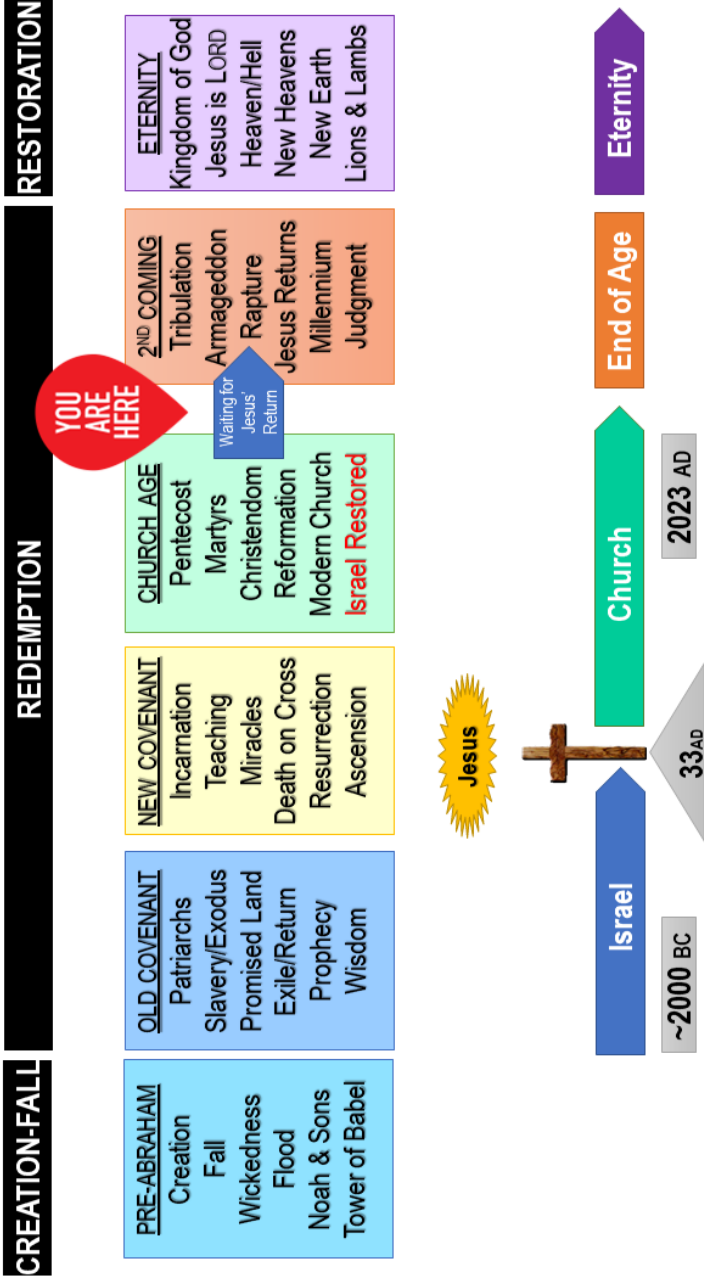 CREATION-FALL
REDEMPTION
RESTORATION
YOU
ARE
HERE
PRE-ABRAHAM
Creation
Fall
Wickedness
Flood
Noah & Sons
Tower of Babel
OLD COVENANT
Patriarchs
Slavery/Exodus
Promised Land
Exile/Return
Prophecy
Wisdom
NEW COVENANT
Incarnation
Teaching
Miracles
Death on Cross
Resurrection
Ascension
CHURCH AGE
Pentecost
Martyrs
Christendom
Reformation
Modern Church
Israel Restored
Waiting for
Jesus'
Return
2ND COMING
Tribulation
Armageddon
Rapture
Jesus Returns
Millennium
Judgment
ETERNITY
Kingdom of God
Jesus is LORD
Heaven/Hell
New Heavens
New Earth
Lions & Lambs
Jesus
Israel
Church
End of Age
Eternity
~2000 BC
33AD
2023 AD